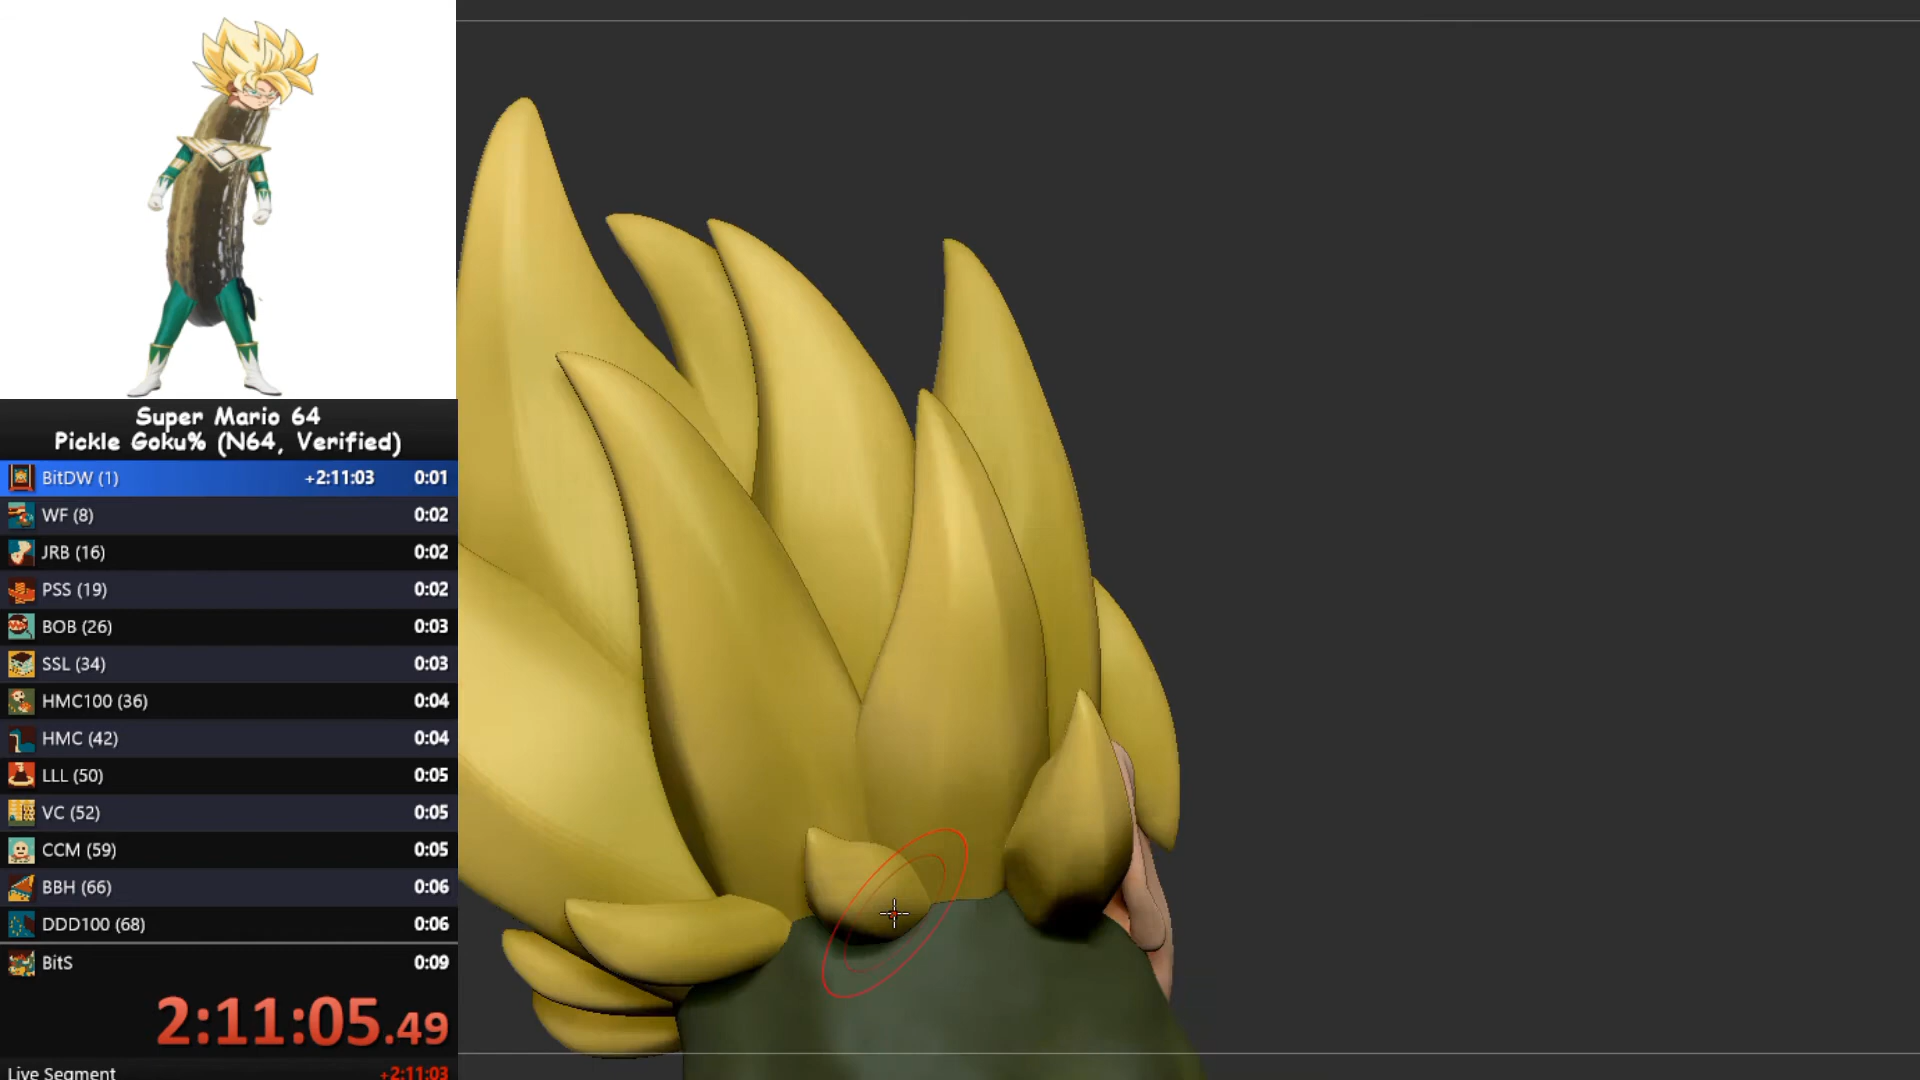 Super Mario 64
Pickle Goku% (N64, Verified)
BitDW (1) +2:11:03 0:01
WF (8) 0:02
JRB (16) 0:02
PSS (19) 0:02
BOB (26) 0:03
SSL (34) 0:03
HMC100 (36) 0:04
HMC (42) 0:04
LLL (50) 0:05
VC (52) 0:05
CCM (59) 0:05
BBH (66) 0:06
DDD100 (68) 0:06
BitS 0:09
2:11:05.49
Live Segment +2:11:03